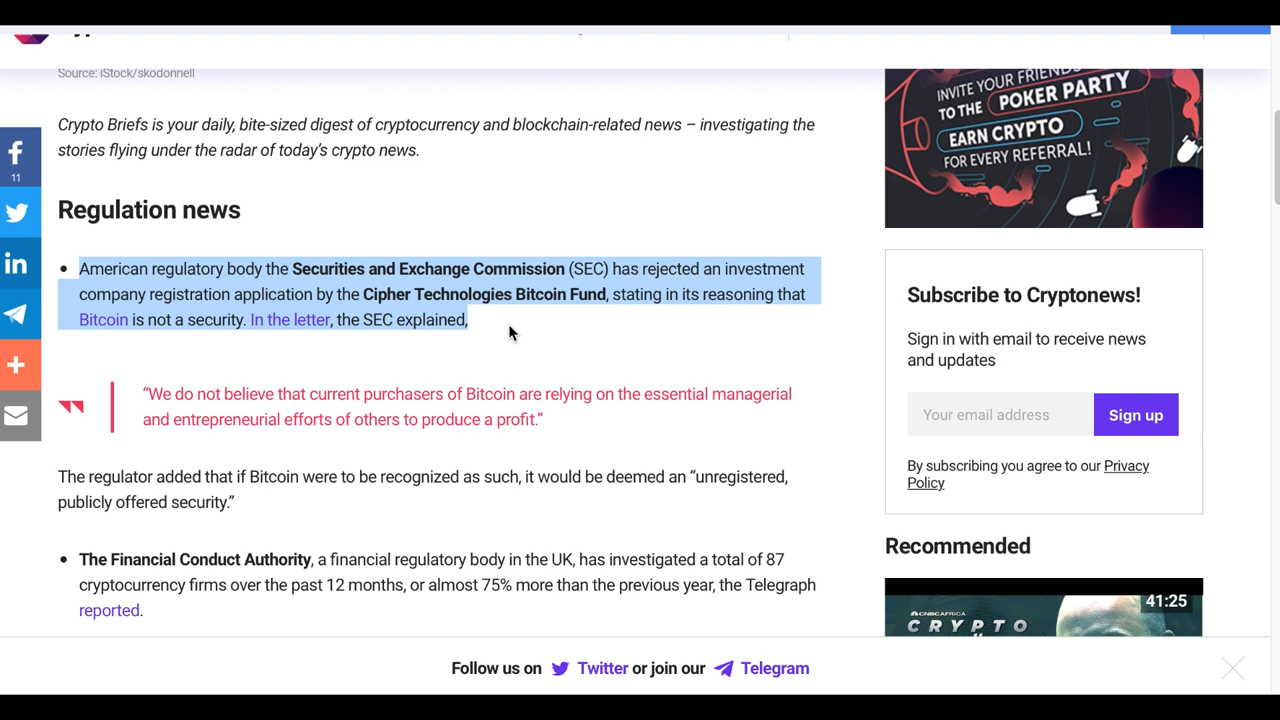 Source: iStock/skodonnell
Crypto Briefs is your daily, bite-sized digest of cryptocurrency and blockchain-related news – investigating the
stories flying under the radar of today’s crypto news.
Regulation news
• American regulatory body the Securities and Exchange Commission (SEC) has rejected an investment
company registration application by the Cipher Technologies Bitcoin Fund, stating in its reasoning that
Bitcoin is not a security. In the letter, the SEC explained,
“We do not believe that current purchasers of Bitcoin are relying on the essential managerial
and entrepreneurial efforts of others to produce a profit.”
The regulator added that if Bitcoin were to be recognized as such, it would be deemed an “unregistered,
publicly offered security.”
• The Financial Conduct Authority, a financial regulatory body in the UK, has investigated a total of 87
cryptocurrency firms over the past 12 months, or almost 75% more than the previous year, the Telegraph
reported.
11
INVITE YOUR FRIENDS
TO THE POKER PARTY
EARN CRYPTO
FOR EVERY REFERRAL!
Subscribe to Cryptonews!
Sign in with email to receive news
and updates
Your email address
Sign up
By subscribing you agree to our Privacy
Policy
Recommended
41:25
CNBCAFRICA
CRYPTO
Follow us on Twitter or join our Telegram